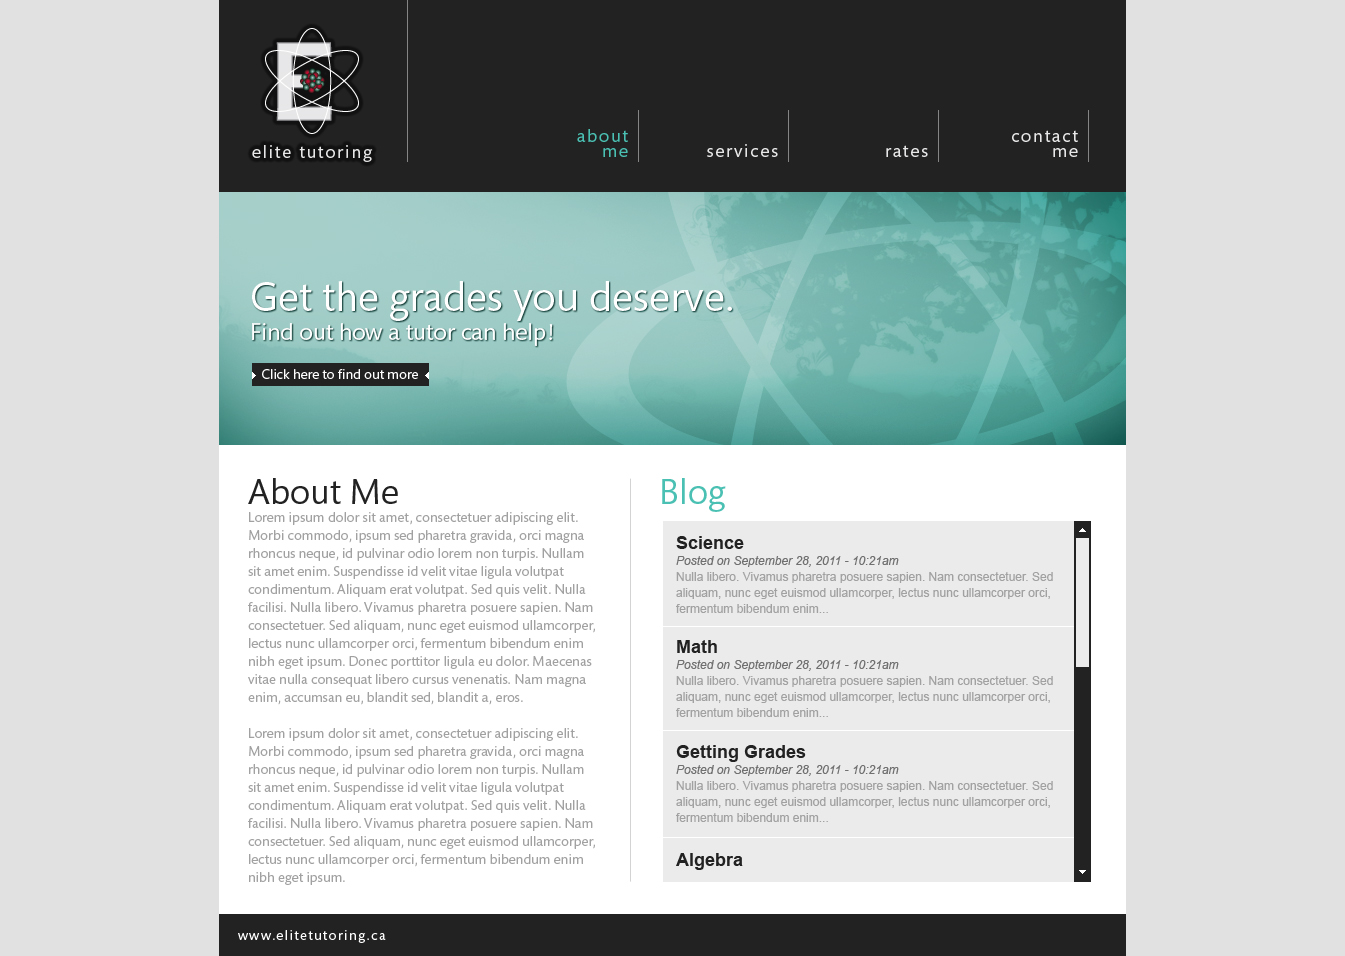 E
elite tutoring
about
me
services
rates
contact
me
Get the grades you deserve.
Find out how a tutor can help!
Click here to find out more
About Me
Lorem ipsum dolor sit amet, consectetuer adipiscing elit.
Morbi commodo, ipsum sed pharetra gravida, orci magna
rhoncus neque, id pulvinar odio lorem non turpis. Nullam
sit amet enim. Suspendisse id velit vitae ligula volutpat
condimentum. Aliquam erat volutpat. Sed quis velit. Nulla
facilisi. Nulla libero. Vivamus pharetra posuere sapien. Nam
consectetuer. Sed aliquam, nunc eget euismod ullamcorper,
lectus nunc ullamcorper orci, fermentum bibendum enim
nibh eget ipsum. Donec porttitor ligula eu dolor. Maecenas
vitae nulla consequat libero cursus venenatis. Nam magna
enim, accumsan eu, blandit sed, blandit a, eros.
Lorem ipsum dolor sit amet, consectetuer adipiscing elit.
Morbi commodo, ipsum sed pharetra gravida, orci magna
rhoncus neque, id pulvinar odio lorem non turpis. Nullam
sit amet enim. Suspendisse id velit vitae ligula volutpat
condimentum. Aliquam erat volutpat. Sed quis velit. Nulla
facilisi. Nulla libero. Vivamus pharetra posuere sapien. Nam
consectetuer. Sed aliquam, nunc eget euismod ullamcorper,
lectus nunc ullamcorper orci, fermentum bibendum enim
nibh eget ipsum.
Blog
Science
Posted on September 28, 2011 - 10:21am
Nulla libero. Vivamus pharetra posuere sapien. Nam consectetuer. Sed
aliquam, nunc eget euismod ullamcorper, lectus nunc ullamcorper orci,
fermentum bibendum enim...
Math
Posted on September 28, 2011 - 10:21am
Nulla libero. Vivamus pharetra posuere sapien. Nam consectetuer. Sed
aliquam, nunc eget euismod ullamcorper, lectus nunc ullamcorper orci,
fermentum bibendum enim...
Getting Grades
Posted on September 28, 2011 - 10:21am
Nulla libero. Vivamus pharetra posuere sapien. Nam consectetuer. Sed
aliquam, nunc eget euismod ullamcorper, lectus nunc ullamcorper orci,
fermentum bibendum enim...
Algebra
www.elitetutoring.ca